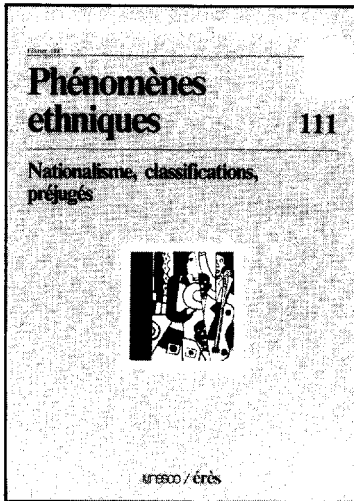 Phénomènes
ethniques 111
Nationalisme, classifications,
préjugés
unesco / érès